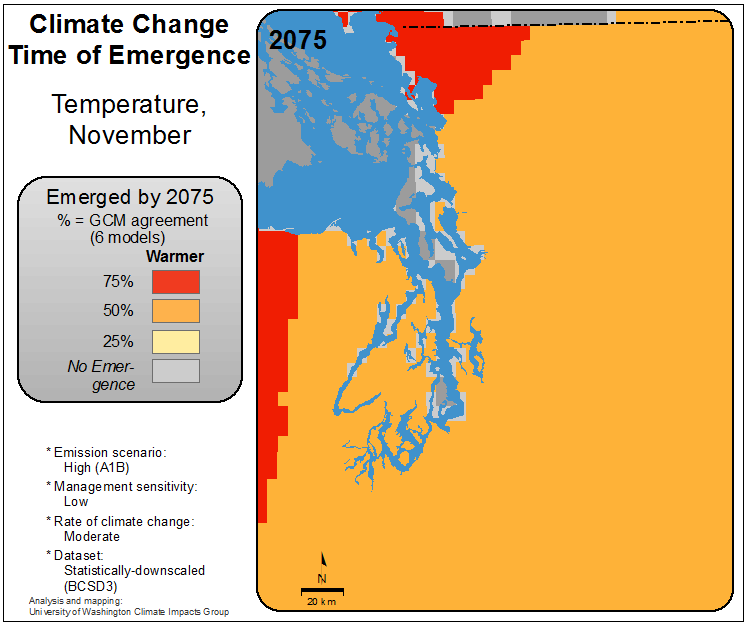 Climate Change
Time of Emergence
Temperature,
November
Emerged by 2075
% = GCM agreement
(6 models)
Warmer
75%
50%
25%
No Emer-
gence
* Emission scenario:
High (A1B)
* Management sensitivity:
Low
* Rate of climate change:
Moderate
* Dataset:
Statistically-downscaled
(BCSD3)
Analysis and mapping:
University of Washington Climate Impacts Group
2075
N
20 km